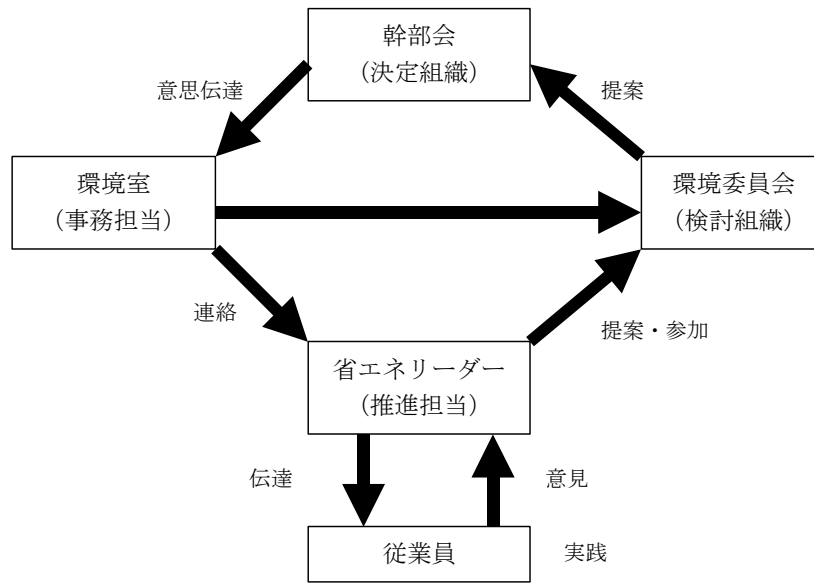 幹部会
（決定組織）
意思伝達
提案
環境室
（事務担当）
環境委員会
（検討組織）
連絡
提案・参加
省エネリーダー
（推進担当）
伝達
意見
従業員
実践